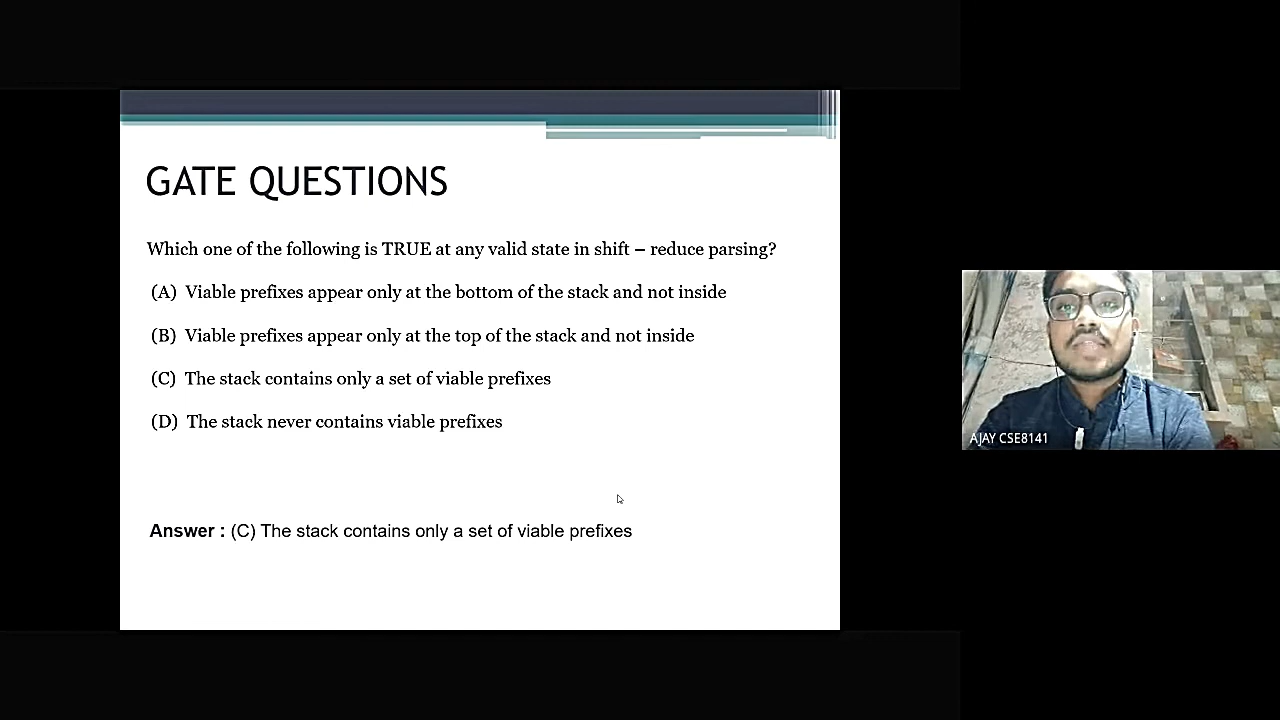 GATE QUESTIONS
Which one of the following is TRUE at any valid state in shift – reduce parsing?
(A) Viable prefixes appear only at the bottom of the stack and not inside
(B) Viable prefixes appear only at the top of the stack and not inside
(C) The stack contains only a set of viable prefixes
(D) The stack never contains viable prefixes
Answer : (C) The stack contains only a set of viable prefixes
AJAY CSE8141